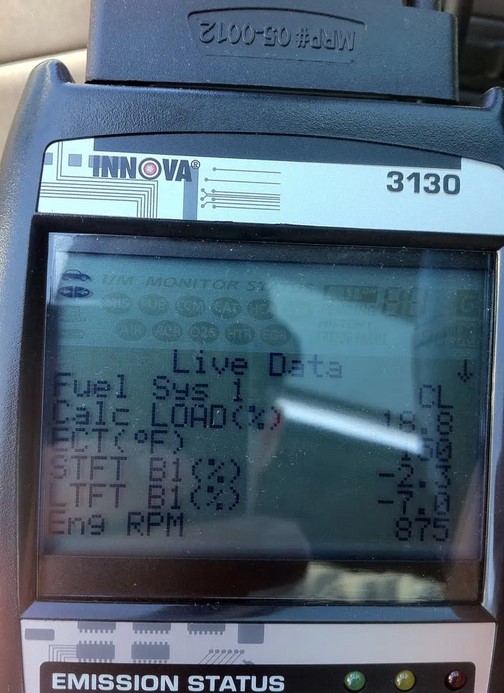 MRP# 05-0012
INNOVA®
3130
I/M MONITOR
Live Data
Fuel Sys 1 CL
Calc LOAD(%) 18.8
ECT(°F)
STFT B1(%) -2.3
LTFT B1(%) -7.0
Eng RPM 875
EMISSION STATUS